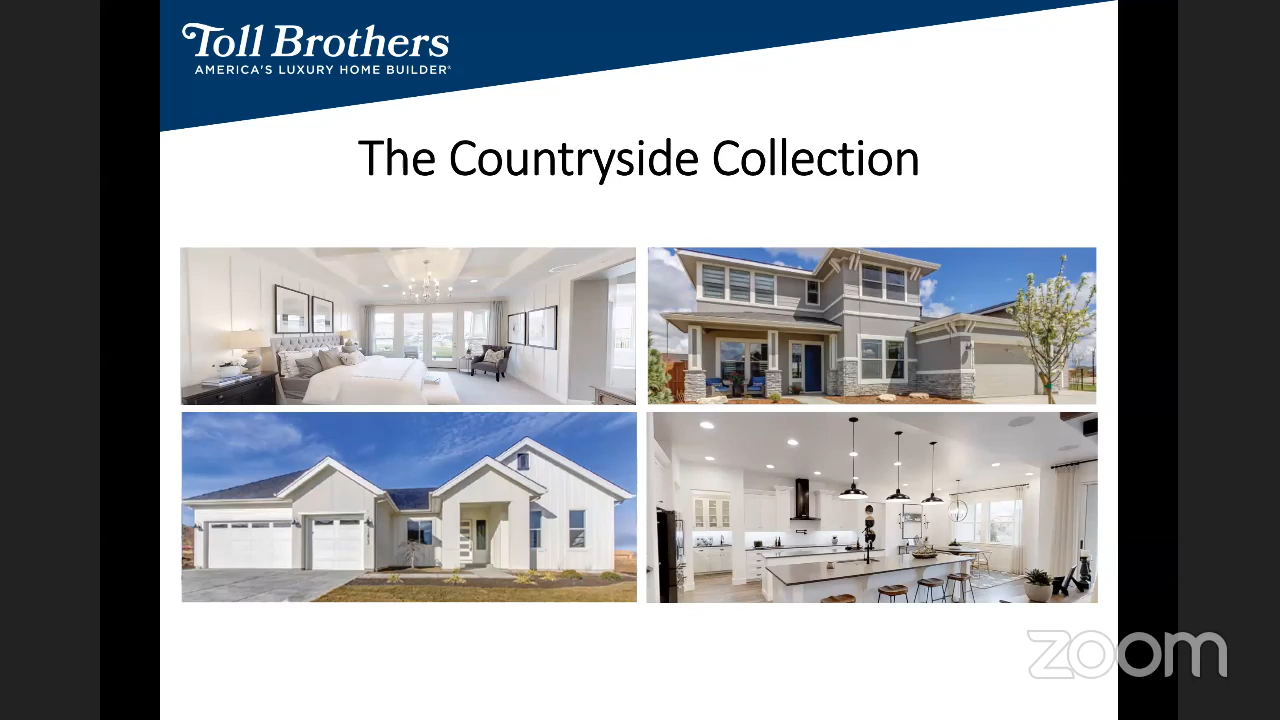 Toll Brothers
AMERICA'S LUXURY HOME BUILDER®
The Countryside Collection
zoom